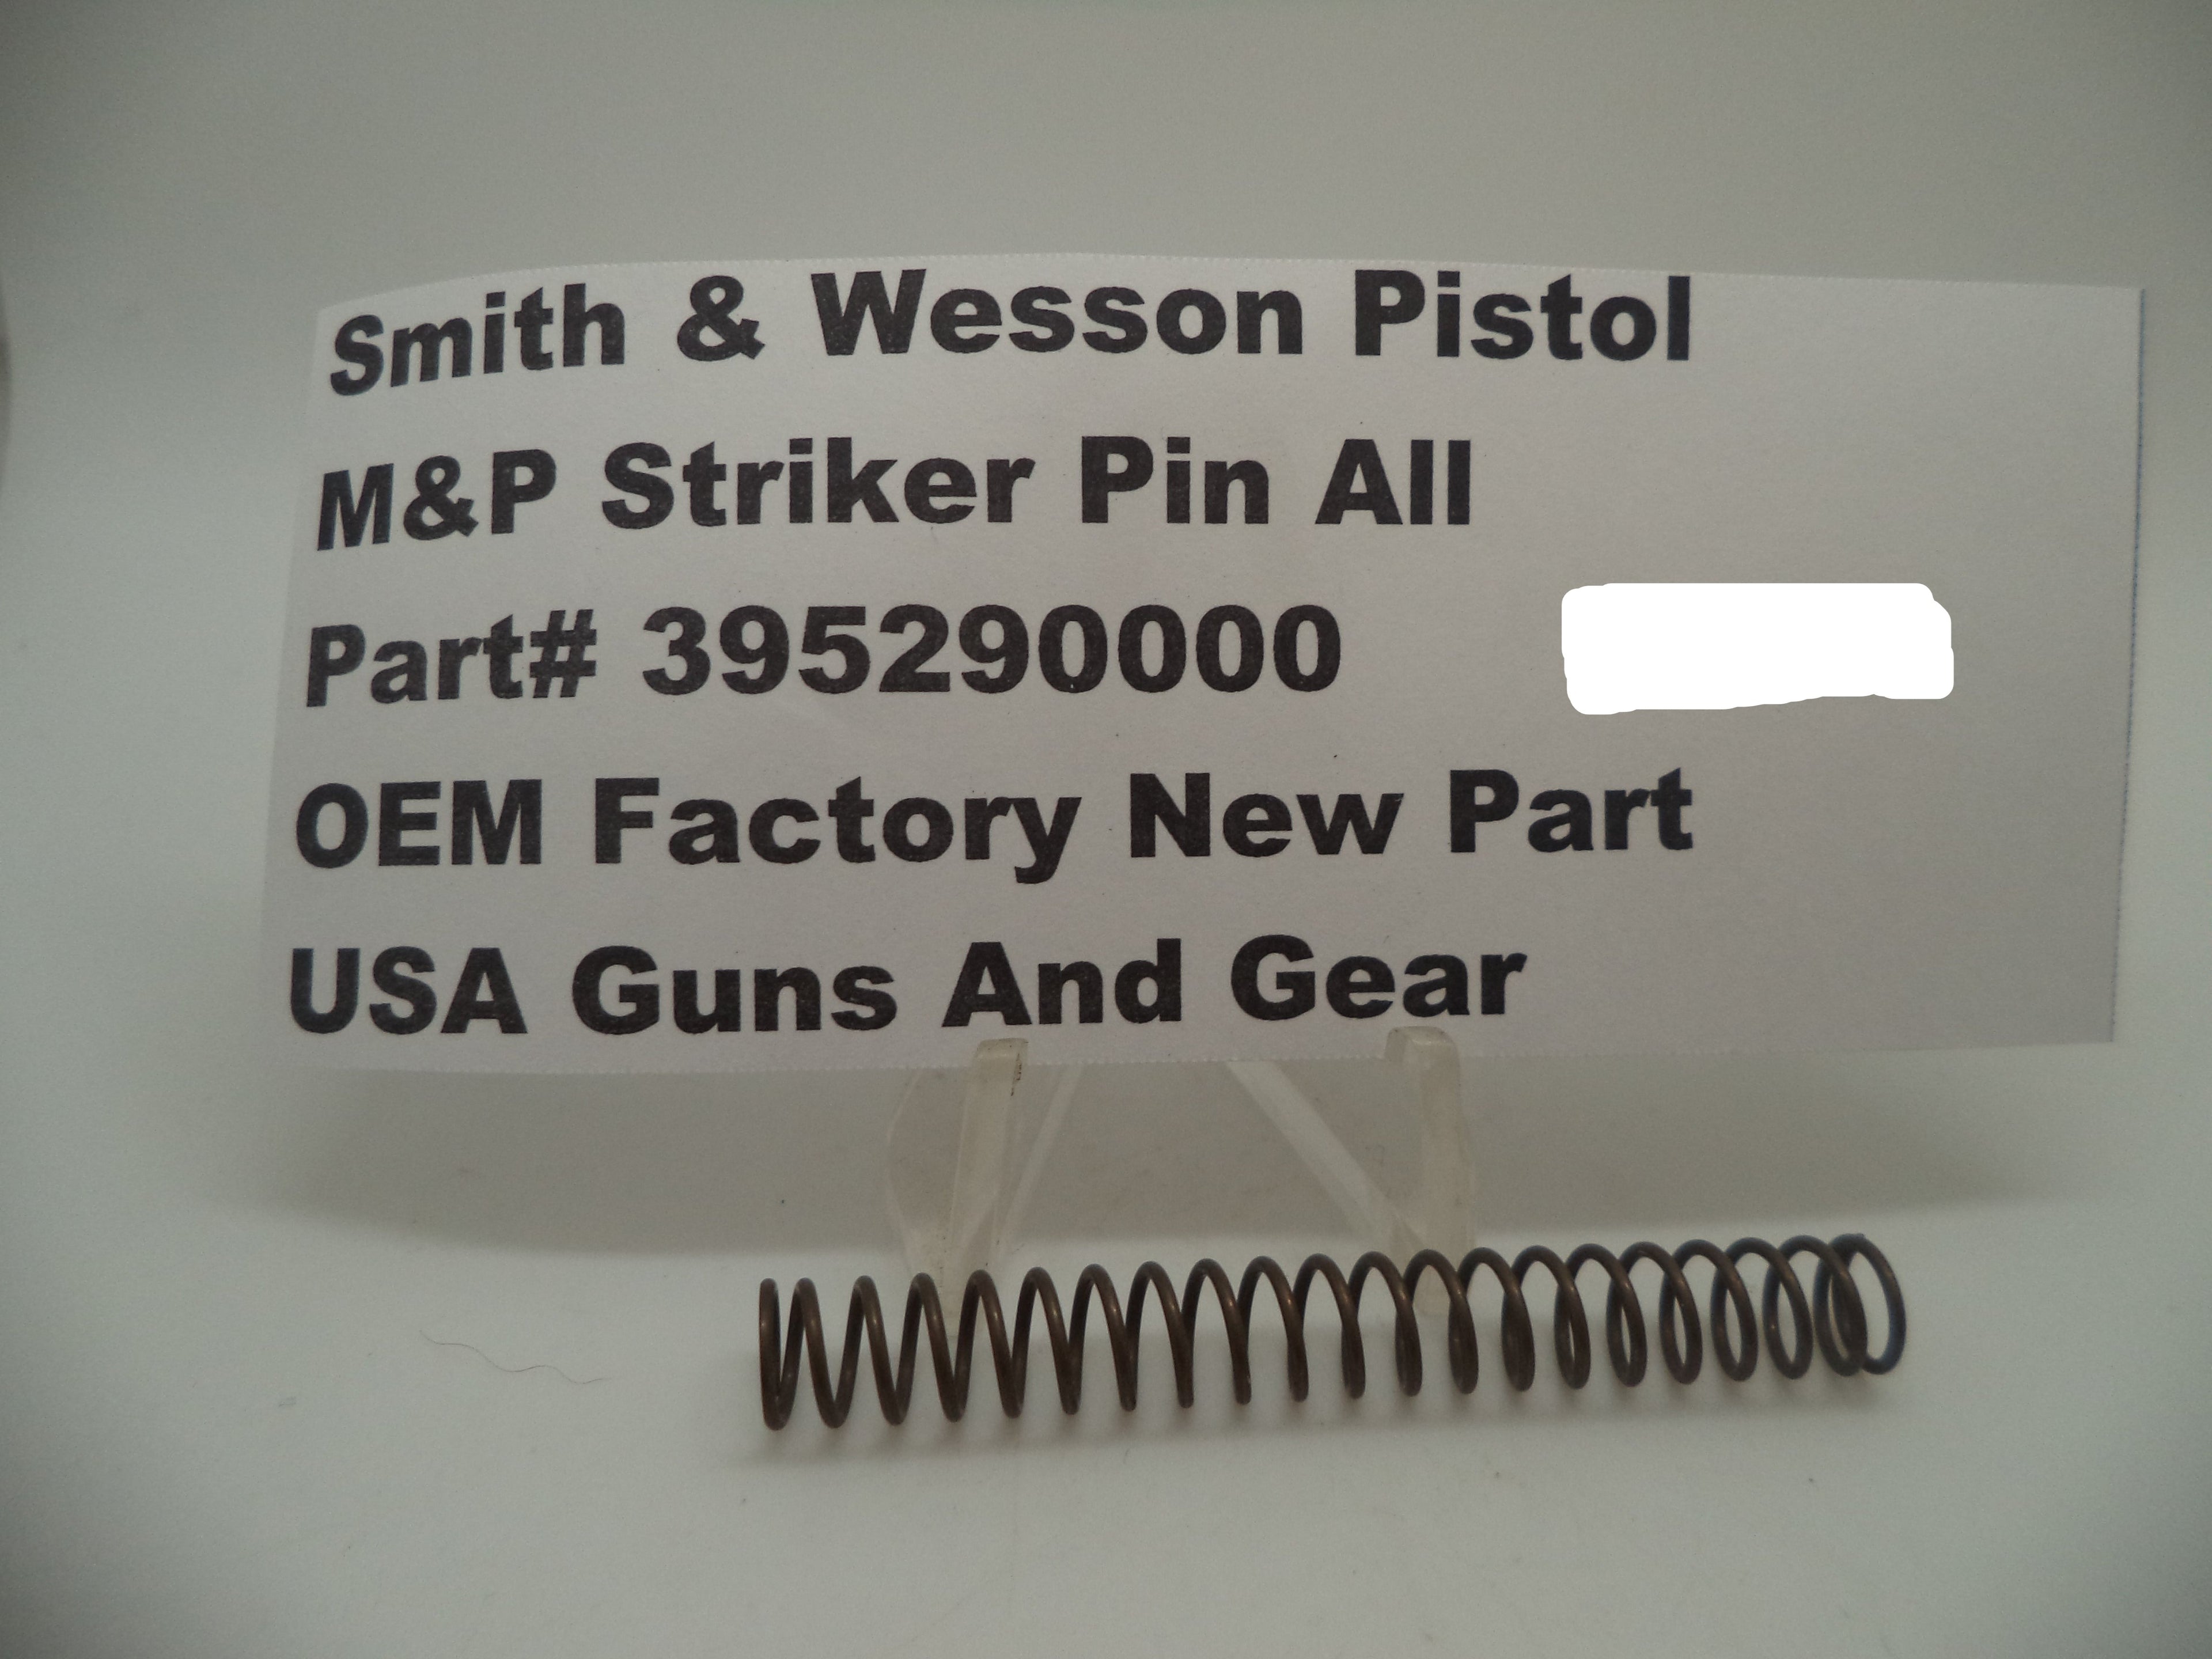 Smith & Wesson Pistol
M&P Striker Pin All
Part# 395290000
OEM Factory New Part
USA Guns And Gear